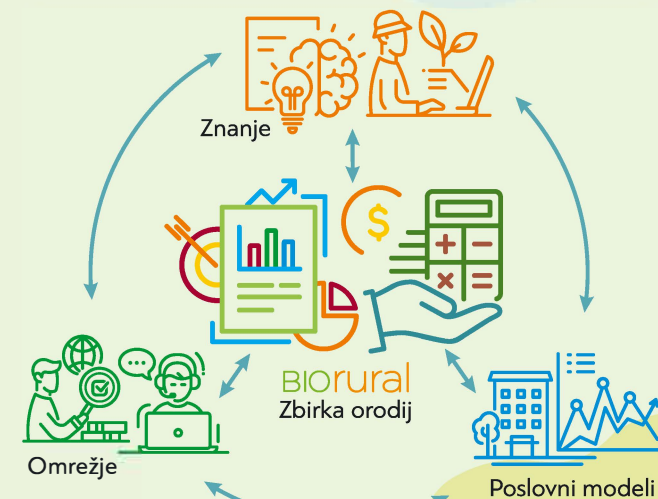 Znanje
$
BIOrural
Zbirka orodij
Omrežje
Poslovni modeli